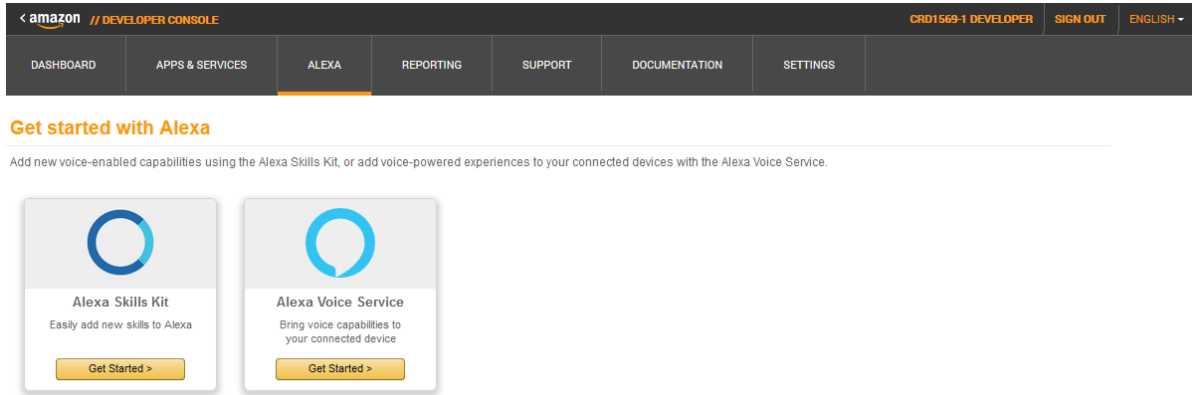 < amazon // DEVELOPER CONSOLE CRD1569-1 DEVELOPER SIGN OUT ENGLISH
DASHBOARD APPS & SERVICES ALEXA REPORTING SUPPORT DOCUMENTATION SETTINGS
Get started with Alexa
Add new voice-enabled capabilities using the Alexa Skills Kit, or add voice-powered experiences to your connected devices with the Alexa Voice Service.
Alexa Skills Kit
Easily add new skills to Alexa
Get Started >
Alexa Voice Service
Bring voice capabilities to
your connected device
Get Started >